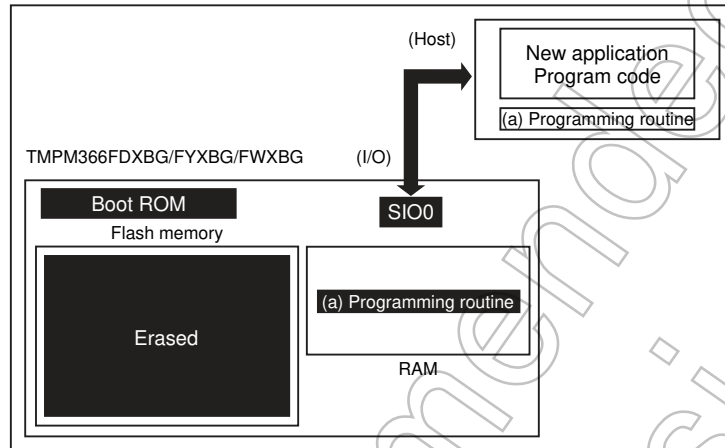 (Host)
New application
Program code
(a) Programming routine
TMPM366FDXBG/FYXBG/FWXBG
(I/O)
Boot ROM
SIO0
Flash memory
(a) Programming routine
Erased
RAM